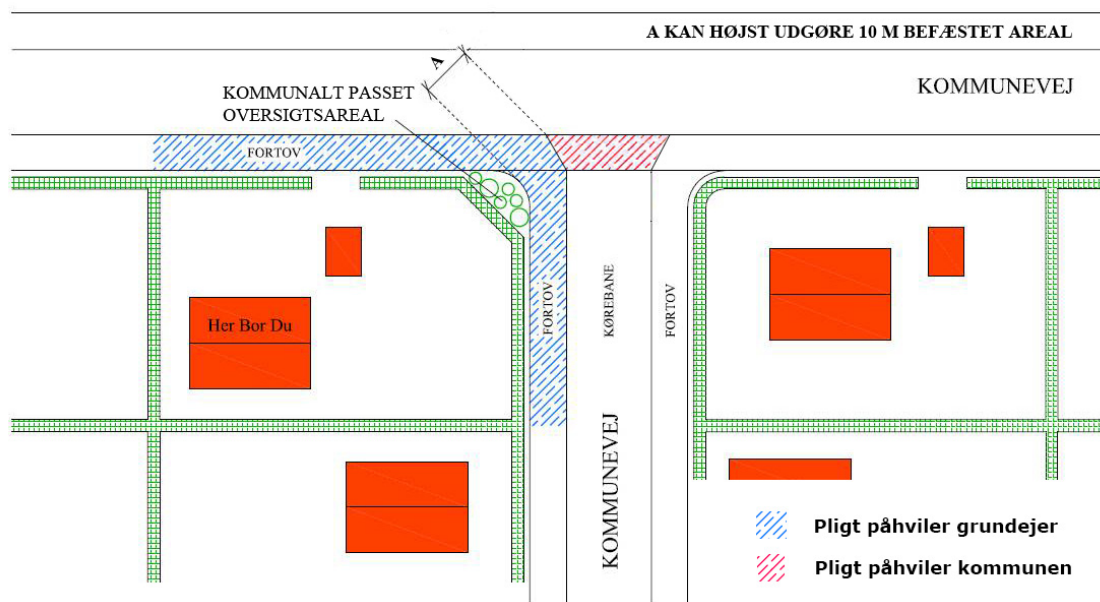 A KAN HØJST UDGØRE 10 M BEFÆSTET AREAL
A
KOMMUNEVEJ
KOMMUNALT PASSET
OVERSIGTSAREAL
FORTOV
Her Bor Du
FORTOV
KØREBANE
FORTOV
KOMMUNEVEJ
Pligt påhviler grundejer
Pligt påhviler kommunen